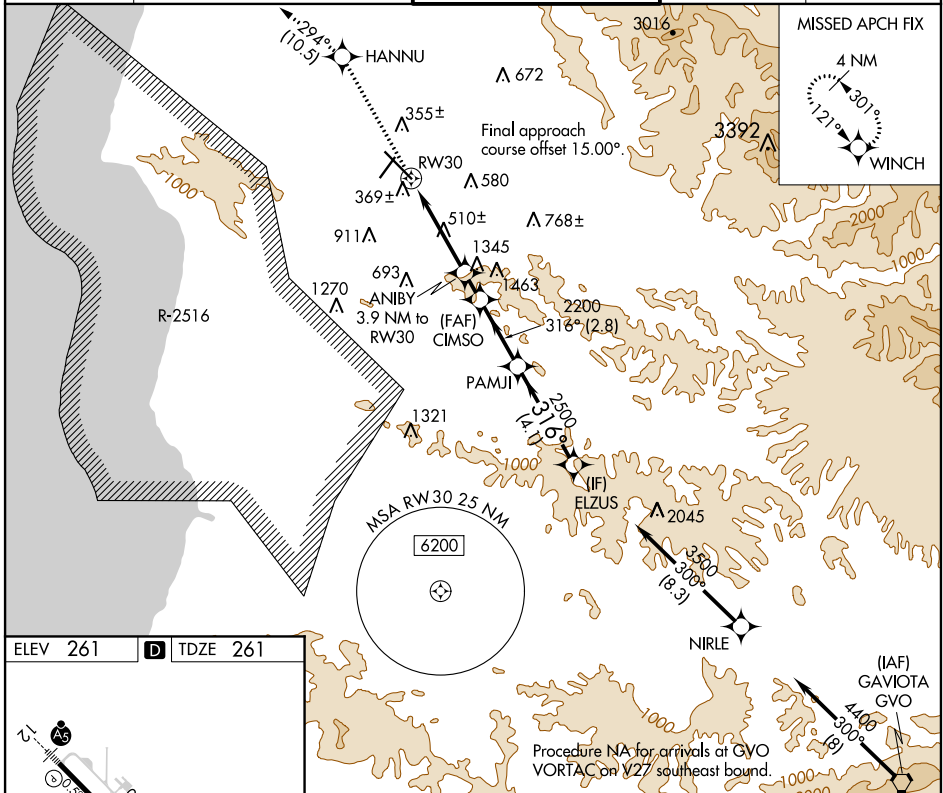 294°
(10.5)
HANNU
3016
MISSED APCH FIX
4 NM
301°
121°
WINCH
672
355±
Final approach
course offset 15.00°.
3392
RW30
1000
369±
580
510±
768±
2000
911
1345
1000
693
1463
1270
ANIBY
3.9 NM to
RW30
2200
316° (2.8)
R-2516
(FAF)
CIMSO
PAMJI
2500
316°
(4.1)
1321
1000
(IF)
ELZUS
2045
MSA RW30 25 NM
6200
3500
300°
(8.3)
NIRLE
ELEV 261
D
TDZE 261
(IAF)
GAVIOTA
GVO
4400
300°
(8)
1000
12
A5
P
Procedure NA for arrivals at GVO
VORTAC on V27 southeast bound.
1000